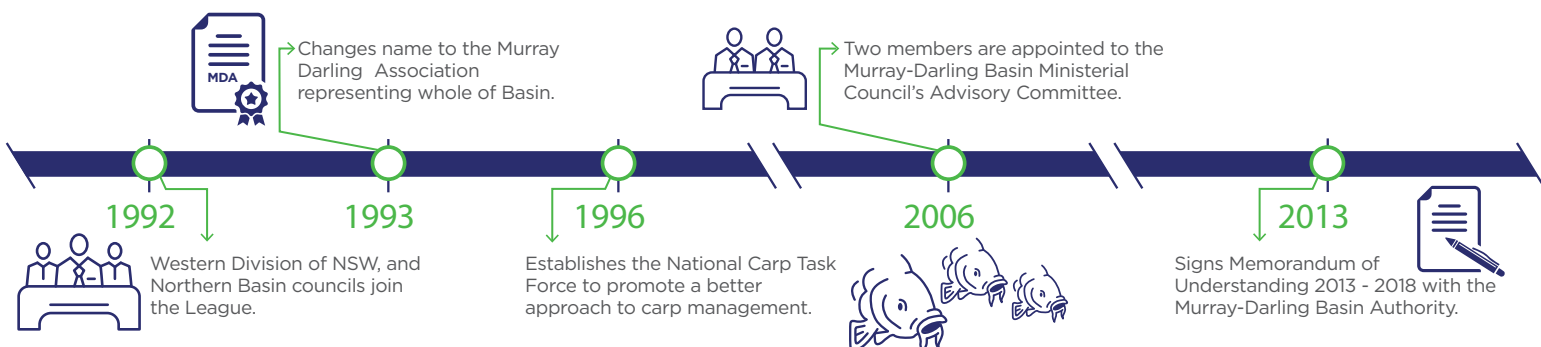 MDA
Changes name to the Murray
Darling Association
representing whole of Basin.
Two members are appointed to the
Murray-Darling Basin Ministerial
Council's Advisory Committee.
1992
1993
1996
2006
2013
Western Division of NSW, and
Northern Basin councils join
the League.
Establishes the National Carp Task
Force to promote a better
approach to carp management.
Signs Memorandum of
Understanding 2013 - 2018 with the
Murray-Darling Basin Authority.